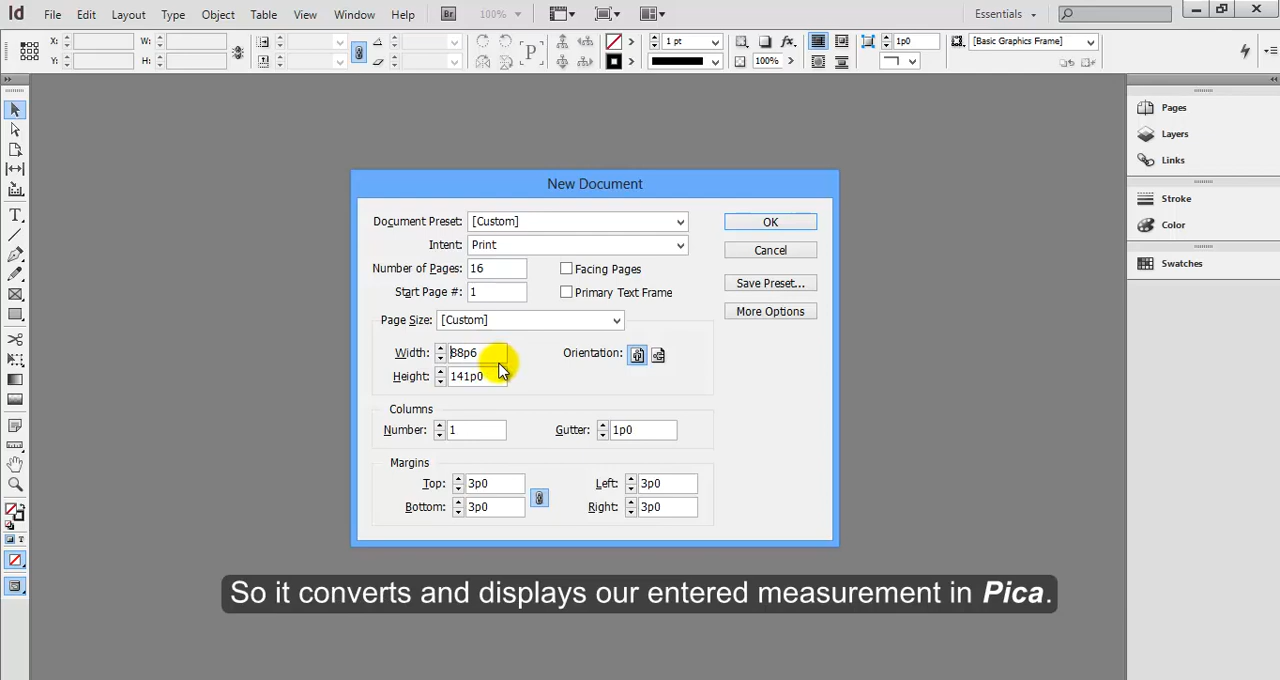 Id File Edit Layout Type Object Table View Window Help Br 100% Essentials
X: W: 1 pt 1p0 [Basic Graphics Frame]
Y: H: P 100%
Pages
Layers
Links
Stroke
Color
Swatches
New Document
Document Preset: [Custom] OK
Intent: Print Cancel
Number of Pages: 16 Facing Pages
Start Page #: 1 Primary Text Frame
Save Preset...
More Options
Page Size: [Custom]
Width: 88p6 Orientation:
Height: 141p0
Columns
Number: 1 Gutter: 1p0
Margins
Top: 3p0 Left: 3p0
Bottom: 3p0 Right: 3p0
So it converts and displays our entered measurement in Pica.